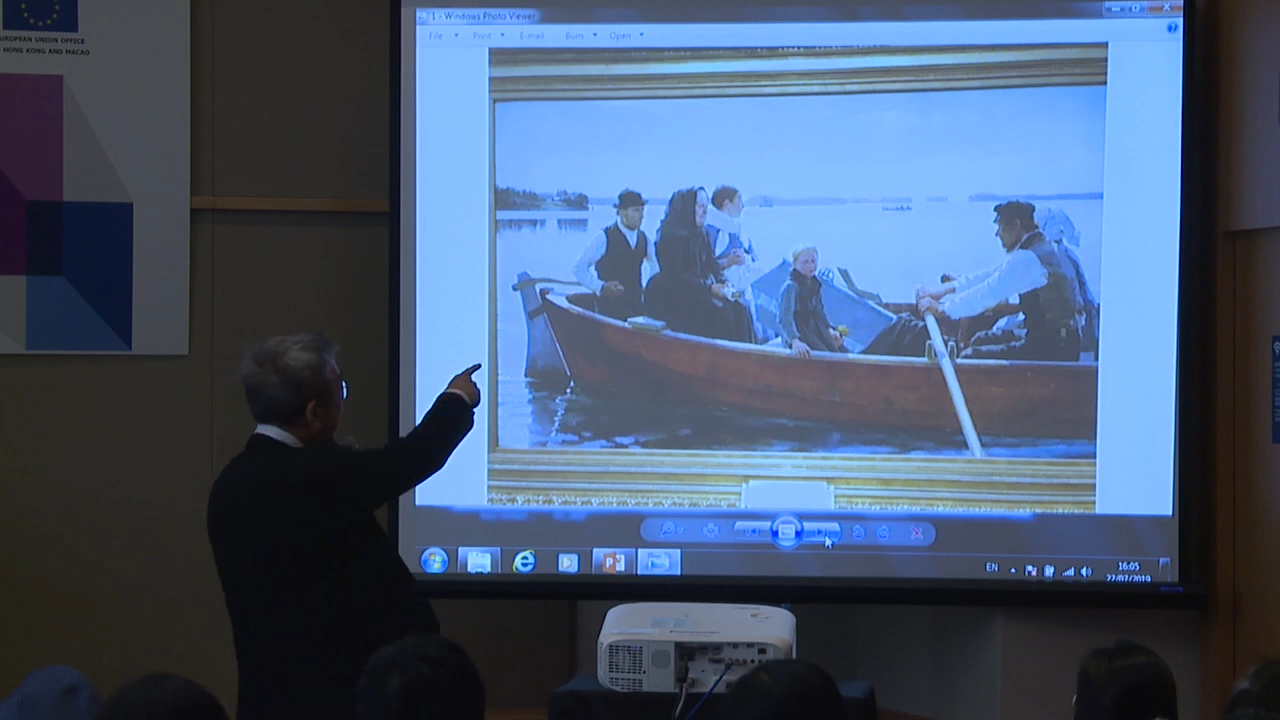 EUROPEAN UNION OFFICE
HONG KONG AND MACAO
1 - Windows Photo Viewer
File Print E-mail Burn Open
EN
16:05
22/07/2019